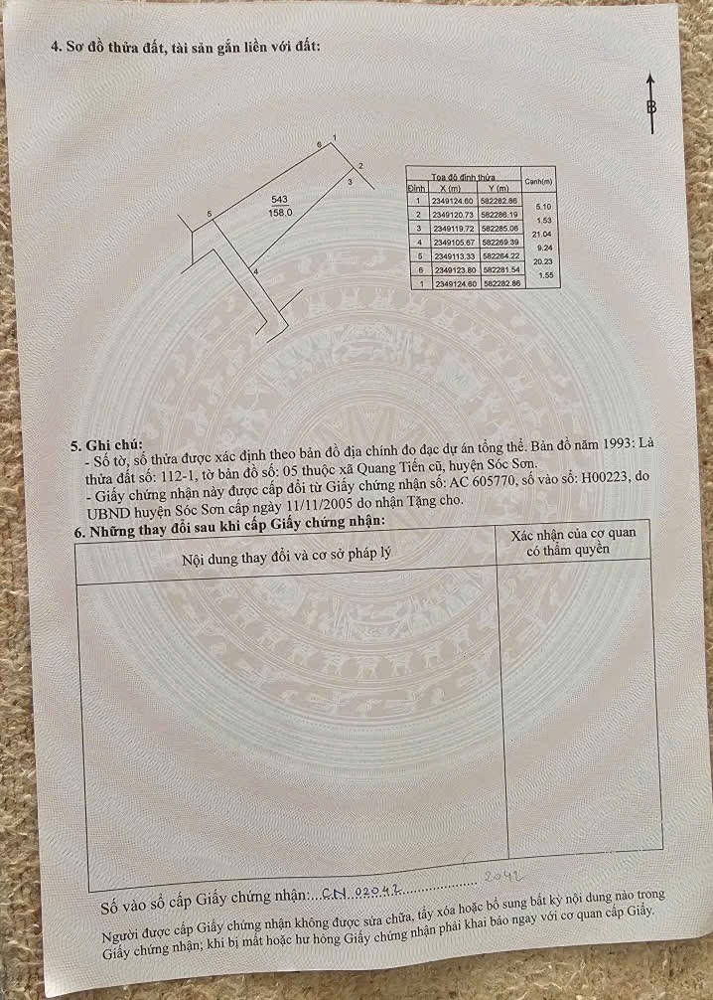 4. Sơ đồ thửa đất, tài sản gắn liền với đất:
B
1
6
2
3
543
158.0
5
4
Tọa độ đỉnh thửa Cạnh(m)
Đỉnh X (m) Y (m)
1 2349124.60 582282.86
5.10
2 2349120.73 582286.19
1.53
3 2349119.72 582285.06
21.04
4 2349105.67 582269.39
9.24
5 2349113.33 582264.22
20.23
6 2349123.80 582281.54
1.55
1 2349124.60 582282.86
5. Ghi chú:
- Số tờ, số thửa được xác định theo bản đồ địa chính đo đạc dự án tổng thể. Bản đồ năm 1993: Là
thửa đất số: 112-1, tờ bản đồ số: 05 thuộc xã Quang Tiến cũ, huyện Sóc Sơn.
- Giấy chứng nhận này được cấp đổi từ Giấy chứng nhận số: AC 605770, số vào sổ: H00223, do
UBND huyện Sóc Sơn cấp ngày 11/11/2005 do nhận Tặng cho.
6. Những thay đổi sau khi cấp Giấy chứng nhận:
Nội dung thay đổi và cơ sở pháp lý
Xác nhận của cơ quan
có thẩm quyền
Số vào sổ cấp Giấy chứng nhận:...CN 02042
2042
Người được cấp Giấy chứng nhận không được sửa chữa, tẩy xóa hoặc bổ sung bất kỳ nội dung nào trong
Giấy chứng nhận; khi bị mất hoặc hư hỏng Giấy chứng nhận phải khai báo ngay với cơ quan cấp Giấy.